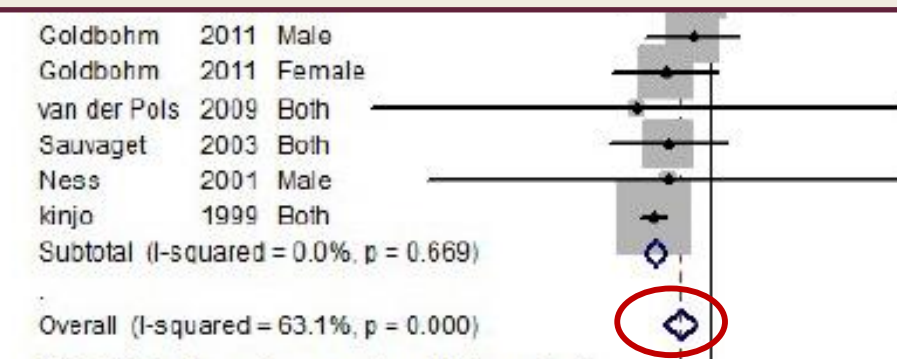 Goldbohm 2011 Male
Goldbohm 2011 Female
van der Pols 2009 Both
Sauvaget 2003 Both
Ness 2001 Male
kinjo 1999 Both
Subtotal (I-squared = 0.0%, p = 0.669)
.
Overall (I-squared = 63.1%, p = 0.000)